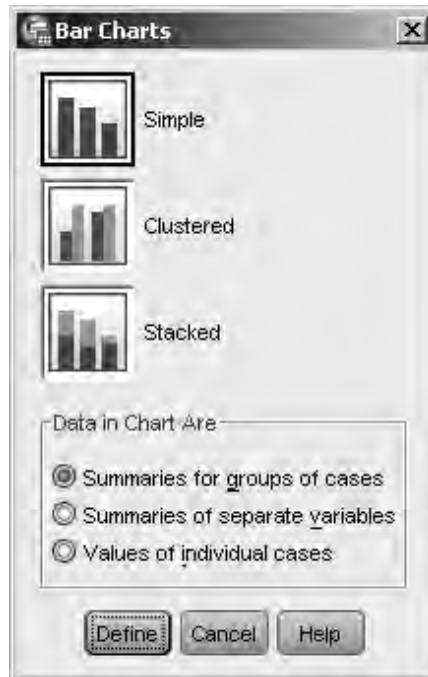 Bar Charts
Simple
Clustered
Stacked
Data in Chart Are
Summaries for groups of cases
Summaries of separate variables
Values of individual cases
Define Cancel Help